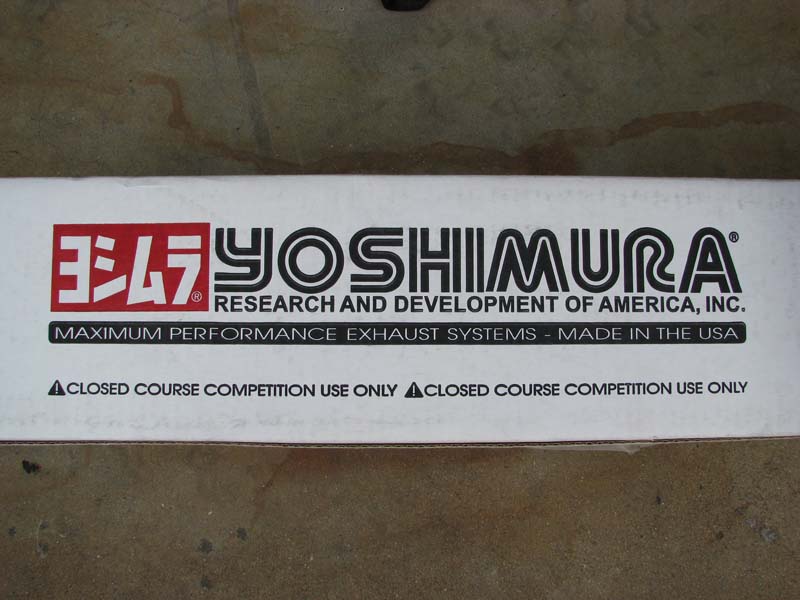 ヨシムラ®
YOSHIMURA®
RESEARCH AND DEVELOPMENT OF AMERICA, INC.
MAXIMUM PERFORMANCE EXHAUST SYSTEMS - MADE IN THE USA
CLOSED COURSE COMPETITION USE ONLY CLOSED COURSE COMPETITION USE ONLY